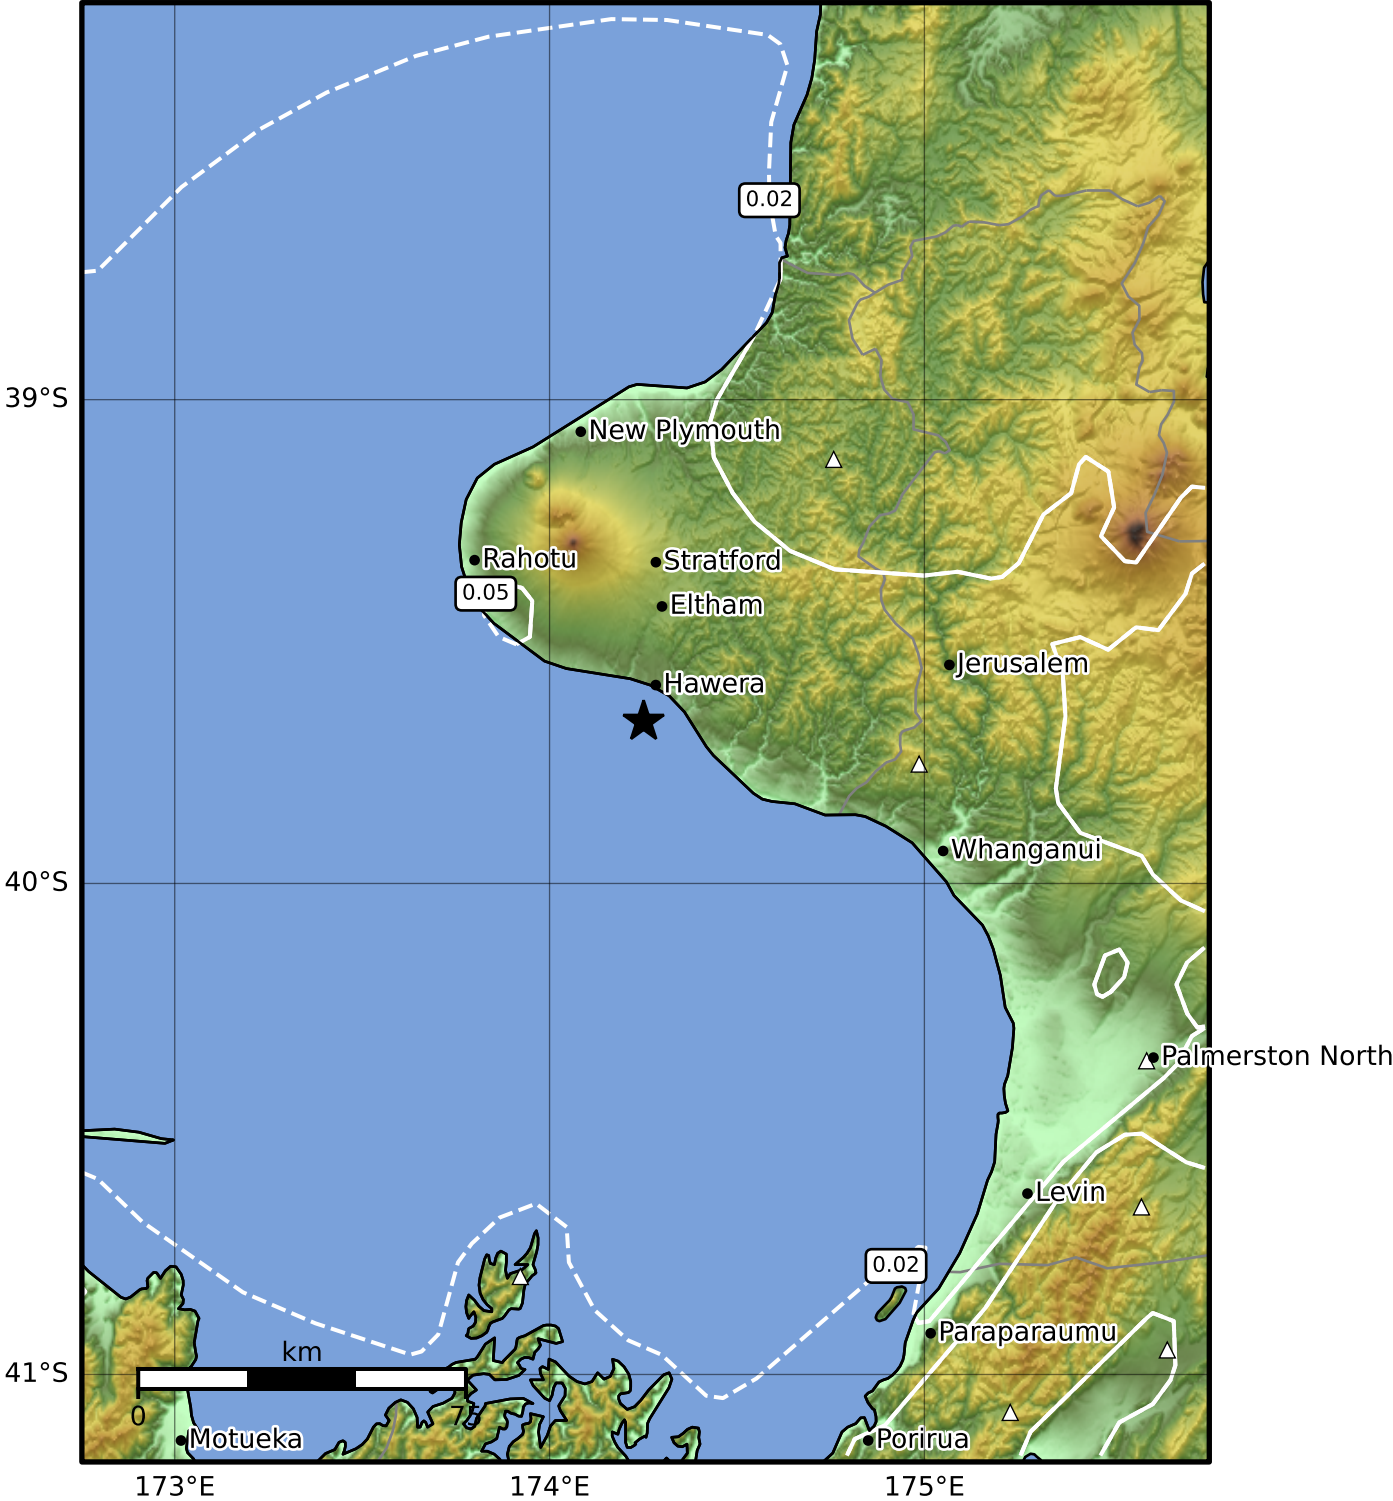 0.02
39°S
New Plymouth
Rahotu
Stratford
0.05
Eltham
Jerusalem
Hawera
Whanganui
40°S
Palmerston North
Levin
0.02
Paraparaumu
km
41°S
0
75
Motueka
Porirua
173°E
174°E
175°E